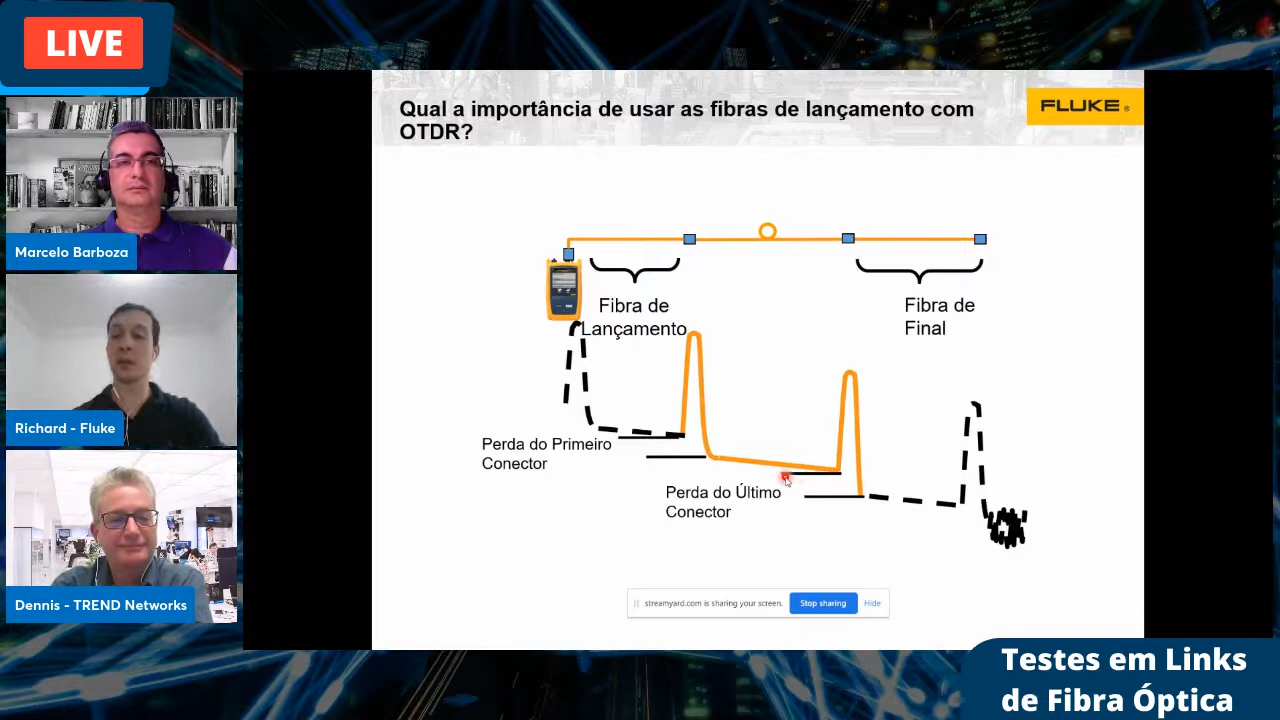 LIVE
Marcelo Barboza
Richard - Fluke
Dennis - TREND Networks
Qual a importância de usar as fibras de lançamento com
OTDR?
FLUKE ®
Fibra de
Lançamento
Fibra de
Final
Perda do Primeiro
Conector
Perda do Último
Conector
streamyard.com is sharing your screen.
Stop sharing
Hide
Testes em Links
de Fibra Óptica